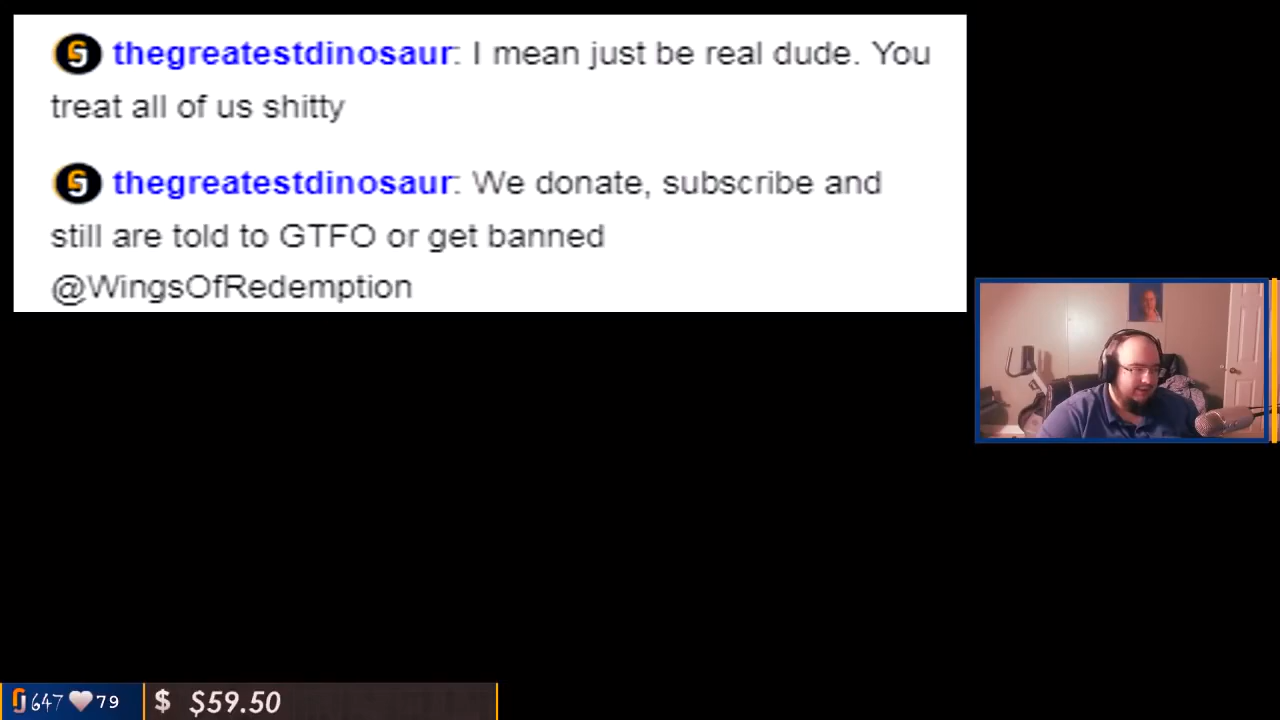 thegreatestdinosaur: I mean just be real dude. You
treat all of us shitty
thegreatestdinosaur: We donate, subscribe and
still are told to GTFO or get banned
@WingsOfRedemption
647 79 $ $59.50